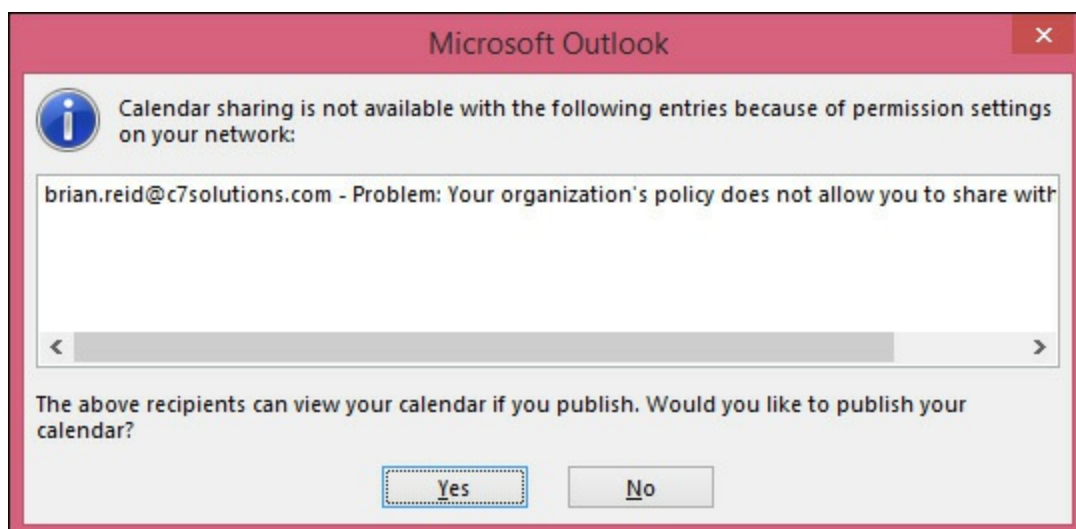 Microsoft Outlook
Calendar sharing is not available with the following entries because of permission settings
on your network:
brian.reid@c7solutions.com - Problem: Your organization's policy does not allow you to share with
The above recipients can view your calendar if you publish. Would you like to publish your
calendar?
Yes
No